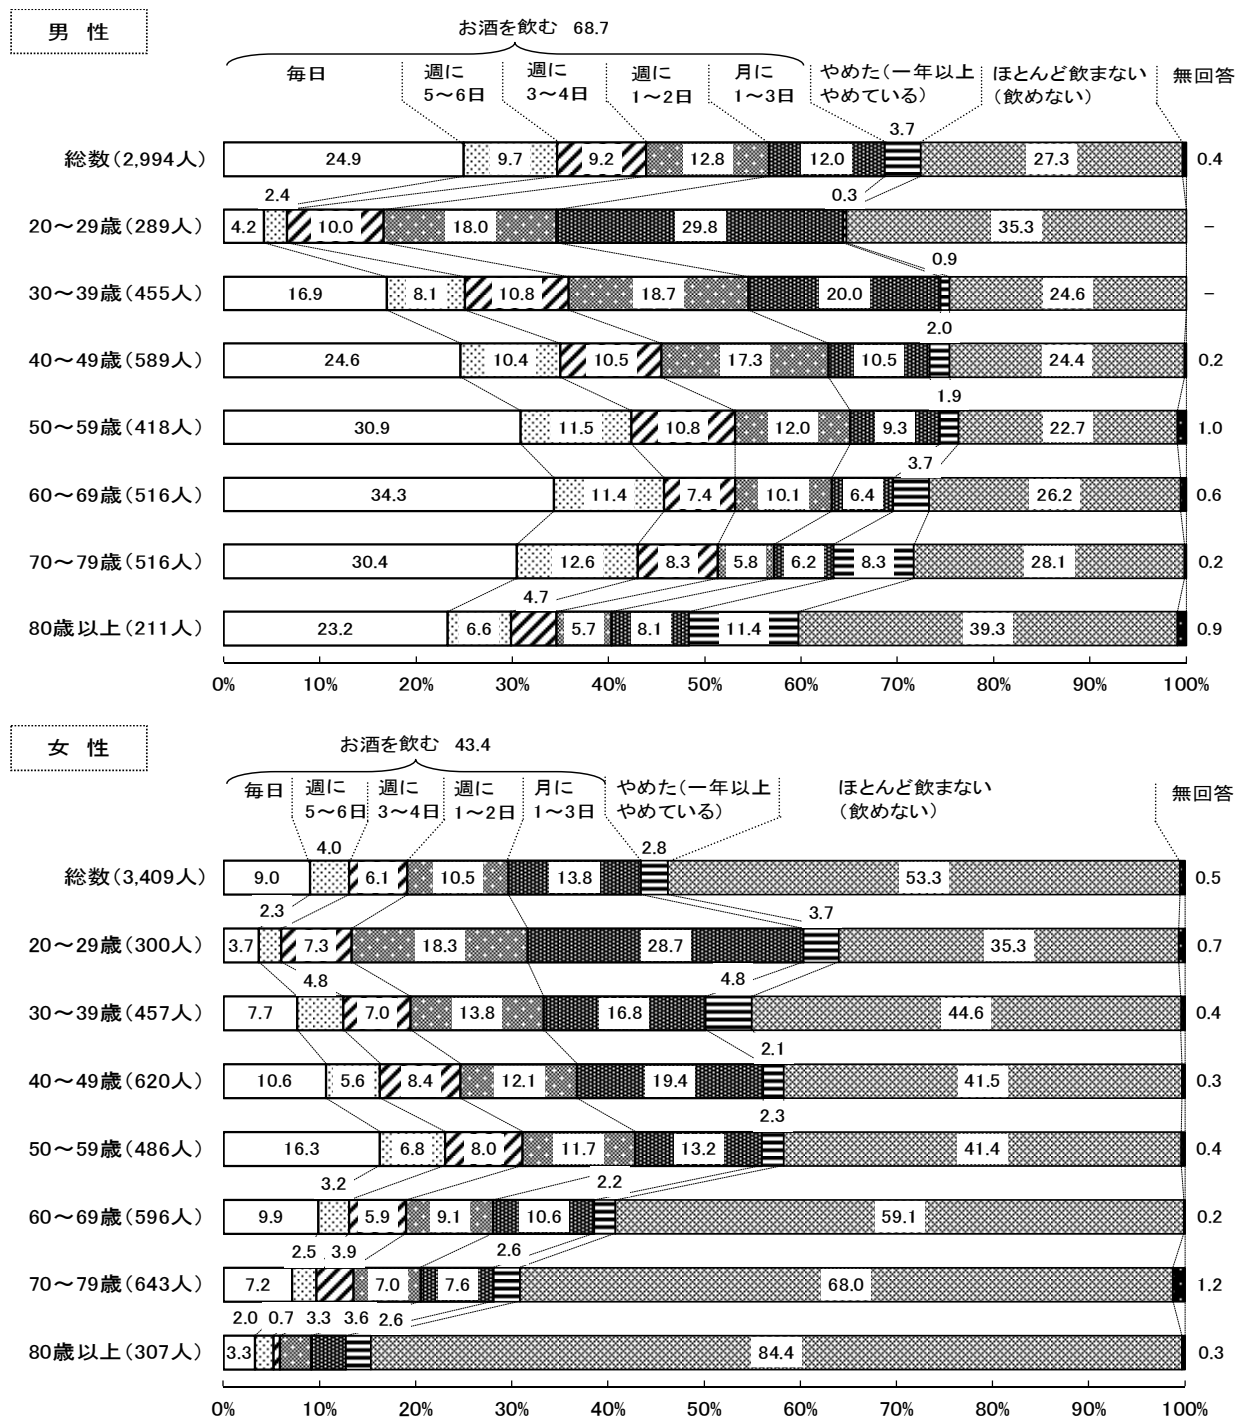 男 性
お酒を飲む 68.7
毎日
週に
5～6日
週に
3～4日
週に
1～2日
月に
1～3日
やめた（一年以上
やめている）
ほとんど飲まない
（飲めない）
無回答
3.7
総数（2,994人） 24.9 9.7 9.2 12.8 12.0 27.3 0.4
2.4 0.3
20～29歳（289人） 4.2 10.0 18.0 29.8 35.3 －
0.9
30～39歳（455人） 16.9 8.1 10.8 18.7 20.0 24.6 －
2.0
40～49歳（589人） 24.6 10.4 10.5 17.3 10.5 24.4 0.2
1.9
50～59歳（418人） 30.9 11.5 10.8 12.0 9.3 22.7 1.0
3.7
60～69歳（516人） 34.3 11.4 7.4 10.1 6.4 26.2 0.6
70～79歳（516人） 30.4 12.6 8.3 5.8 6.2 8.3 28.1 0.2
4.7
80歳以上（211人） 23.2 6.6 5.7 8.1 11.4 39.3 0.9
0% 10% 20% 30% 40% 50% 60% 70% 80% 90% 100%
女 性
お酒を飲む 43.4
毎日
週に
5～6日
週に
3～4日
週に
1～2日
月に
1～3日
やめた（一年以上
やめている）
ほとんど飲まない
（飲めない）
無回答
4.0 2.8
総数（3,409人） 9.0 6.1 10.5 13.8 53.3 0.5
2.3 3.7
20～29歳（300人） 3.7 7.3 18.3 28.7 35.3 0.7
4.8 4.8
30～39歳（457人） 7.7 7.0 13.8 16.8 44.6 0.4
2.1
40～49歳（620人） 10.6 5.6 8.4 12.1 19.4 41.5 0.3
2.3
50～59歳（486人） 16.3 6.8 8.0 11.7 13.2 41.4 0.4
3.2 2.2
60～69歳（596人） 9.9 5.9 9.1 10.6 59.1 0.2
2.5 3.9 2.6
70～79歳（643人） 7.2 7.0 7.6 68.0 1.2
2.0 0.7 3.3 3.6 2.6
80歳以上（307人） 3.3 84.4 0.3
0% 10% 20% 30% 40% 50% 60% 70% 80% 90% 100%